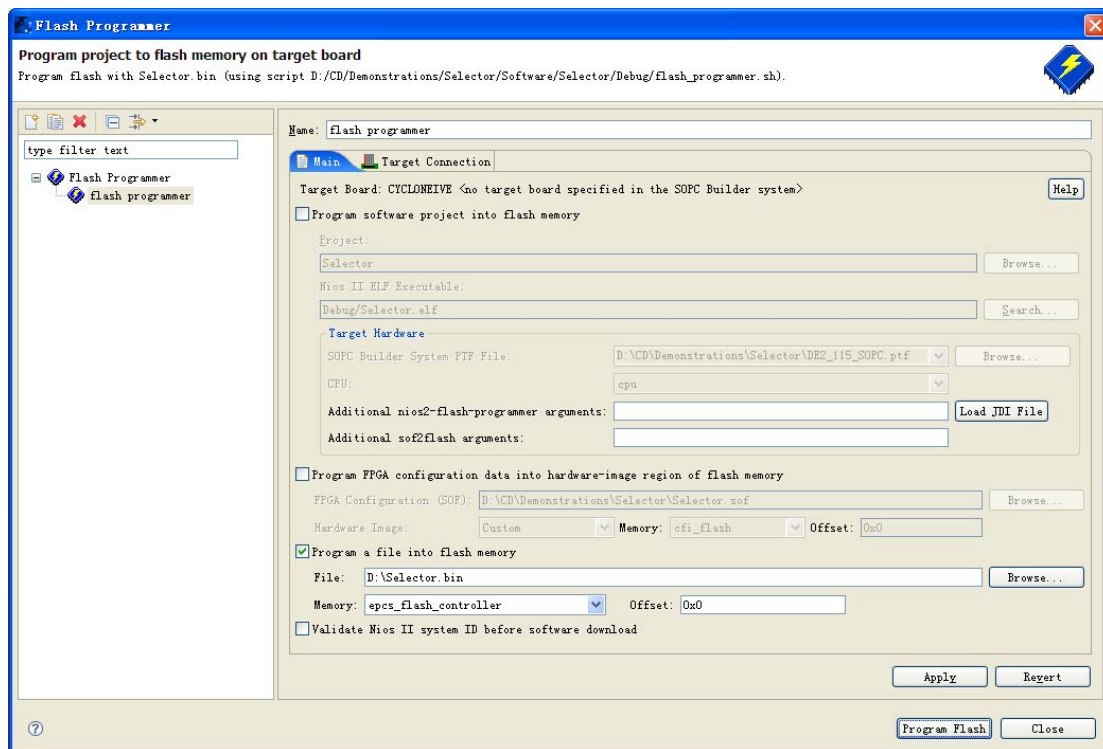 Flash Programmer
Program project to flash memory on target board
Program flash with Selector.bin (using script D:/CD/Demonstrations/Selector/Software/Selector/Debug/flash_programmer.sh).
type filter text
Flash Programmer
flash programmer
Name: flash programmer
Main Target Connection
Target Board: CYCLONEIVE <no target board specified in the SOPC Builder system> Help
Program software project into flash memory
Project:
Selector Browse...
Nios II ELF Executable:
Debug/Selector.elf Search...
Target Hardware
SOPC Builder System PTF File: D:\CD\Demonstrations\Selector\DE2_115_SOPC.ptf Browse...
CPU: cpu
Additional nios2-flash-programmer arguments: Load JDI File
Additional sof2flash arguments:
Program FPGA configuration data into hardware-image region of flash memory
FPGA Configuration (SOF): D:\CD\Demonstrations\Selector\Selector.sof Browse...
Hardware Image: Custom Memory: cfi_flash Offset: 0x0
Program a file into flash memory
File: D:\Selector.bin Browse...
Memory: epcs_flash_controller Offset: 0x0
Validate Nios II system ID before software download
Apply Revert
? Program Flash Close